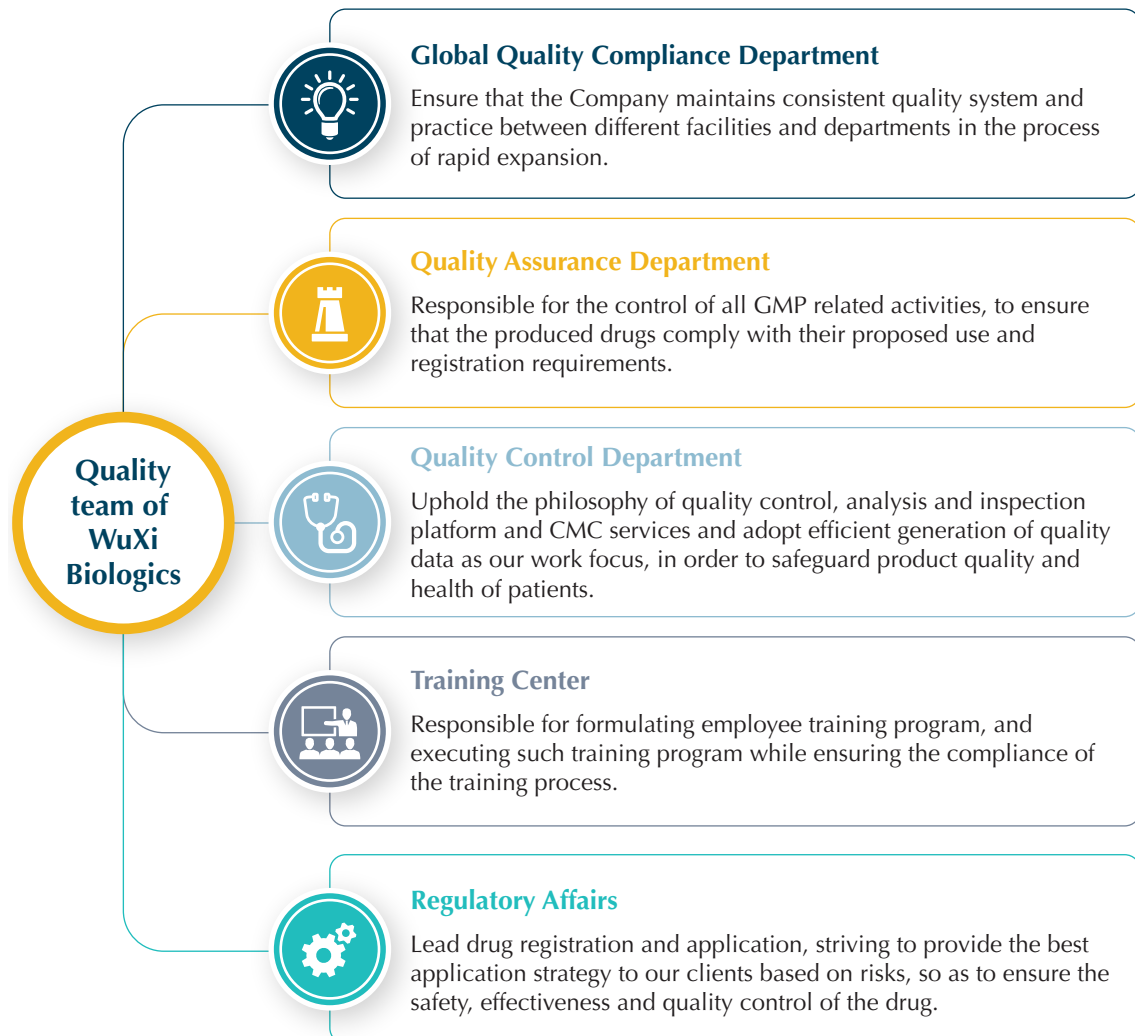 Global Quality Compliance Department
Ensure that the Company maintains consistent quality system and
practice between different facilities and departments in the process
of rapid expansion.
Quality Assurance Department
Responsible for the control of all GMP related activities, to ensure
that the produced drugs comply with their proposed use and
registration requirements.
Quality
team of
WuXi
Biologics
Quality Control Department
Uphold the philosophy of quality control, analysis and inspection
platform and CMC services and adopt efficient generation of quality
data as our work focus, in order to safeguard product quality and
health of patients.
Training Center
Responsible for formulating employee training program, and
executing such training program while ensuring the compliance of
the training process.
Regulatory Affairs
Lead drug registration and application, striving to provide the best
application strategy to our clients based on risks, so as to ensure the
safety, effectiveness and quality control of the drug.